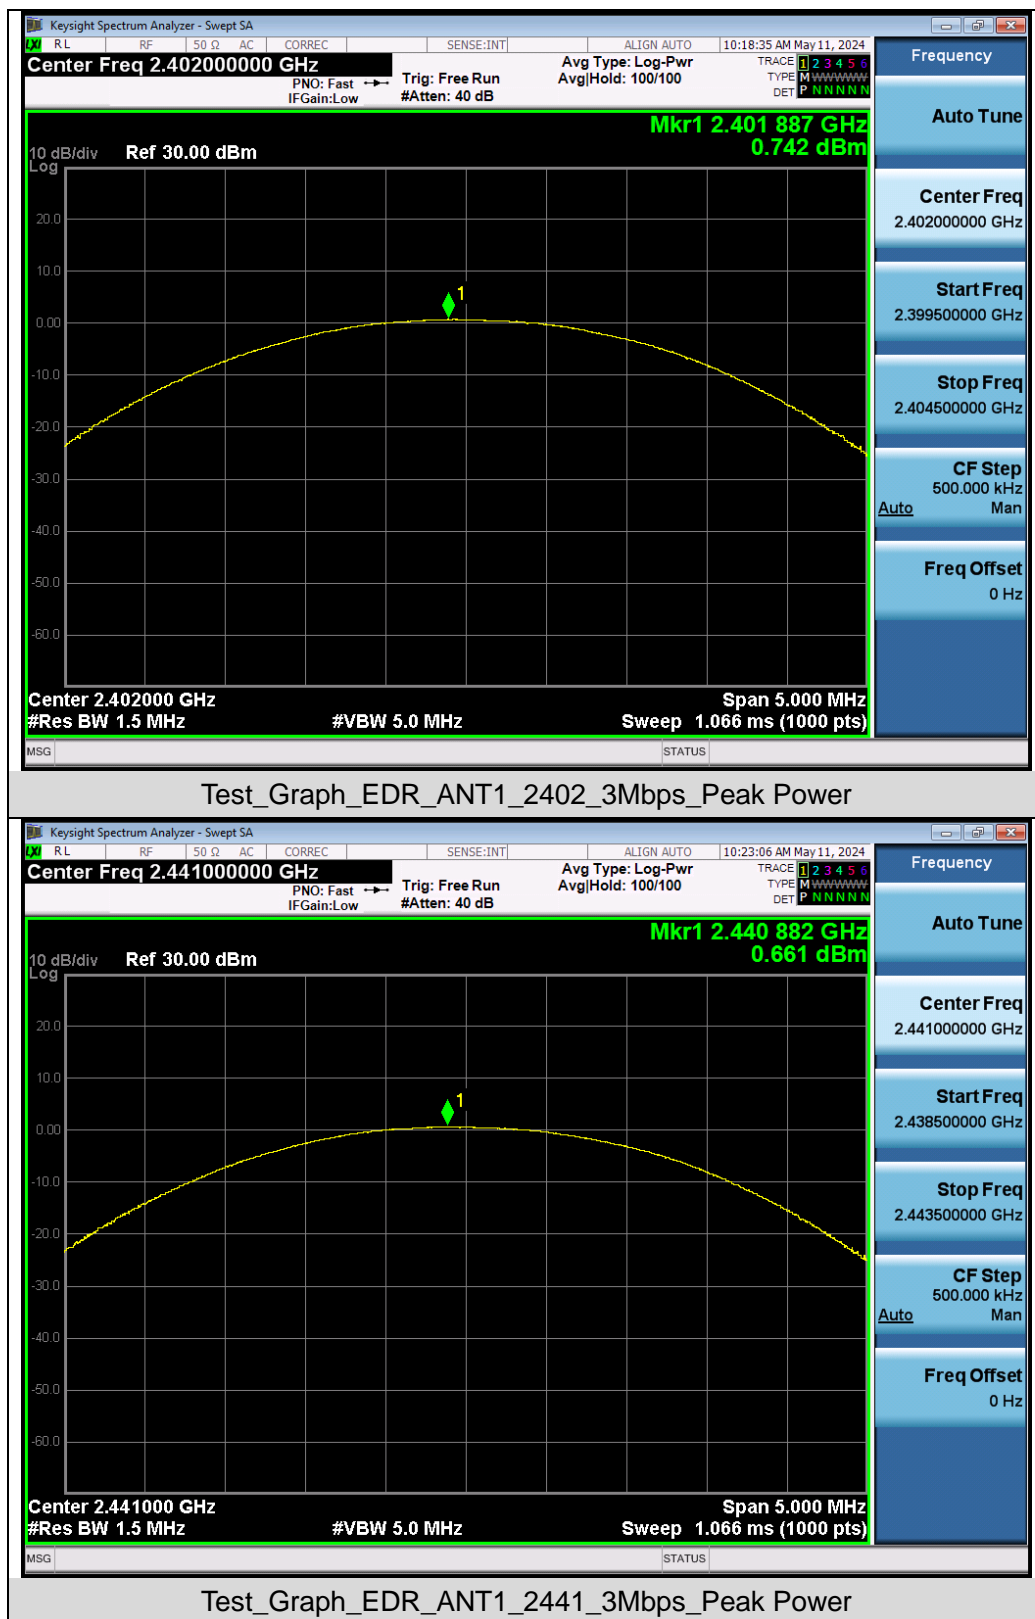 Keysight Spectrum Analyzer - Swept SA
LXI RL RF 50 Ω AC CORREC SENSE:INT ALIGN AUTO 10:18:35 AM May 11, 2024
Center Freq 2.402000000 GHz
PNO: Fast
IFGain:Low
Trig: Free Run
#Atten: 40 dB
Avg Type: Log-Pwr
Avg|Hold: 100/100
TRACE 1 2 3 4 5 6
TYPE M WWWWW
DET P N N N N N
Mkr1 2.401 887 GHz
0.742 dBm
10 dB/div Ref 30.00 dBm
Log
20.0
10.0
1
0.00
-10.0
-20.0
-30.0
-40.0
-50.0
-60.0
Center 2.402000 GHz Span 5.000 MHz
#Res BW 1.5 MHz #VBW 5.0 MHz Sweep 1.066 ms (1000 pts)
MSG STATUS
Frequency
Auto Tune
Center Freq
2.402000000 GHz
Start Freq
2.399500000 GHz
Stop Freq
2.404500000 GHz
CF Step
500.000 kHz
Auto Man
Freq Offset
0 Hz
Test_Graph_EDR_ANT1_2402_3Mbps_Peak Power
Keysight Spectrum Analyzer - Swept SA
LXI RL RF 50 Ω AC CORREC SENSE:INT ALIGN AUTO 10:23:06 AM May 11, 2024
Center Freq 2.441000000 GHz
PNO: Fast
IFGain:Low
Trig: Free Run
#Atten: 40 dB
Avg Type: Log-Pwr
Avg|Hold: 100/100
TRACE 1 2 3 4 5 6
TYPE M WWWWW
DET P N N N N N
Mkr1 2.440 882 GHz
0.661 dBm
10 dB/div Ref 30.00 dBm
Log
20.0
10.0
1
0.00
-10.0
-20.0
-30.0
-40.0
-50.0
-60.0
Center 2.441000 GHz Span 5.000 MHz
#Res BW 1.5 MHz #VBW 5.0 MHz Sweep 1.066 ms (1000 pts)
MSG STATUS
Frequency
Auto Tune
Center Freq
2.441000000 GHz
Start Freq
2.438500000 GHz
Stop Freq
2.443500000 GHz
CF Step
500.000 kHz
Auto Man
Freq Offset
0 Hz
Test_Graph_EDR_ANT1_2441_3Mbps_Peak Power